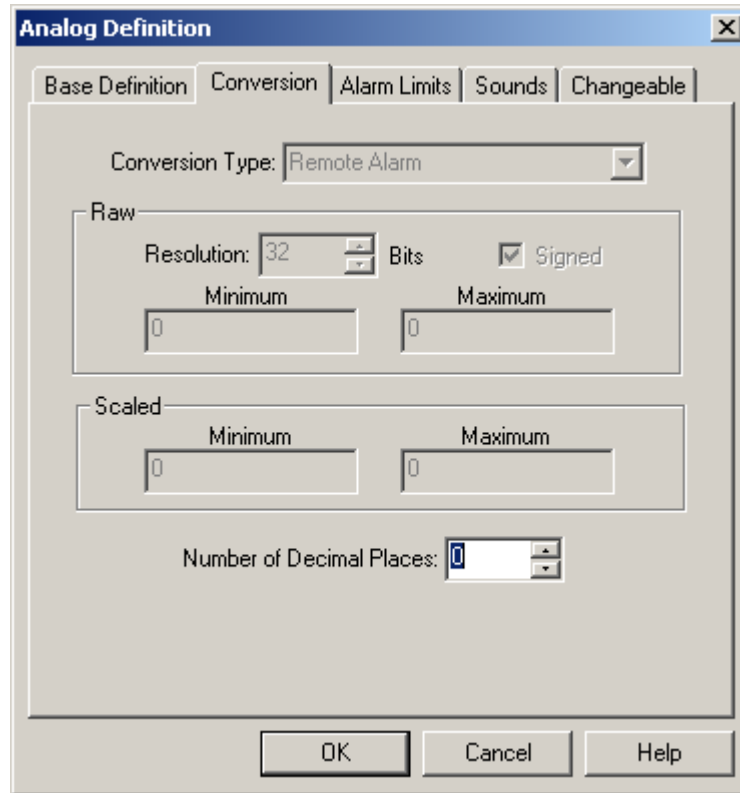 Analog Definition
Base Definition Conversion Alarm Limits Sounds Changeable
Conversion Type: Remote Alarm
Raw
Resolution: 32 Bits Signed
Minimum Maximum
0 0
Scaled
Minimum Maximum
0 0
Number of Decimal Places: 0
OK Cancel Help